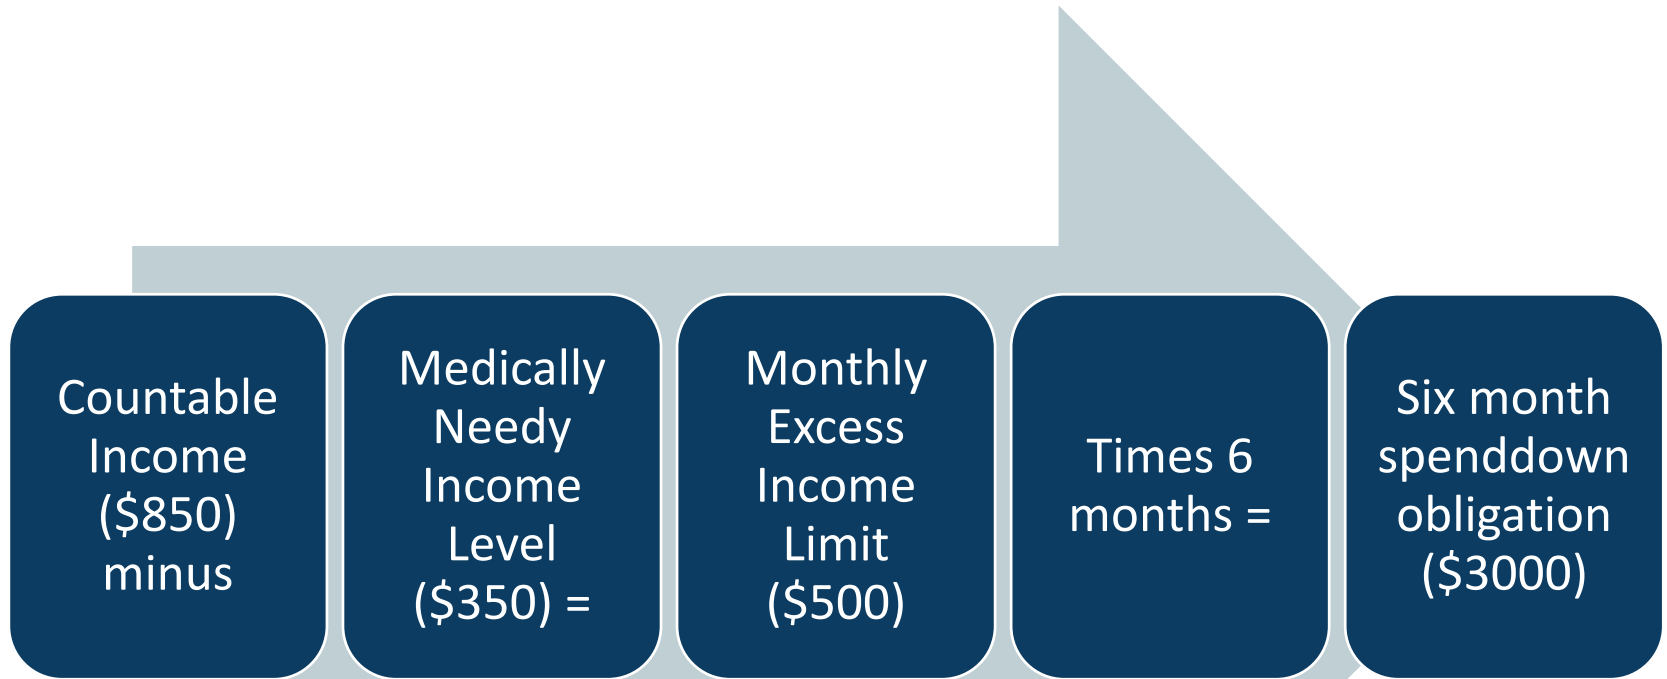 Countable
Income
($850)
minus
Medically
Needy
Income
Level
($350) =
Monthly
Excess
Income
Limit
($500)
Times 6
months =
Six month
spenddown
obligation
($3000)